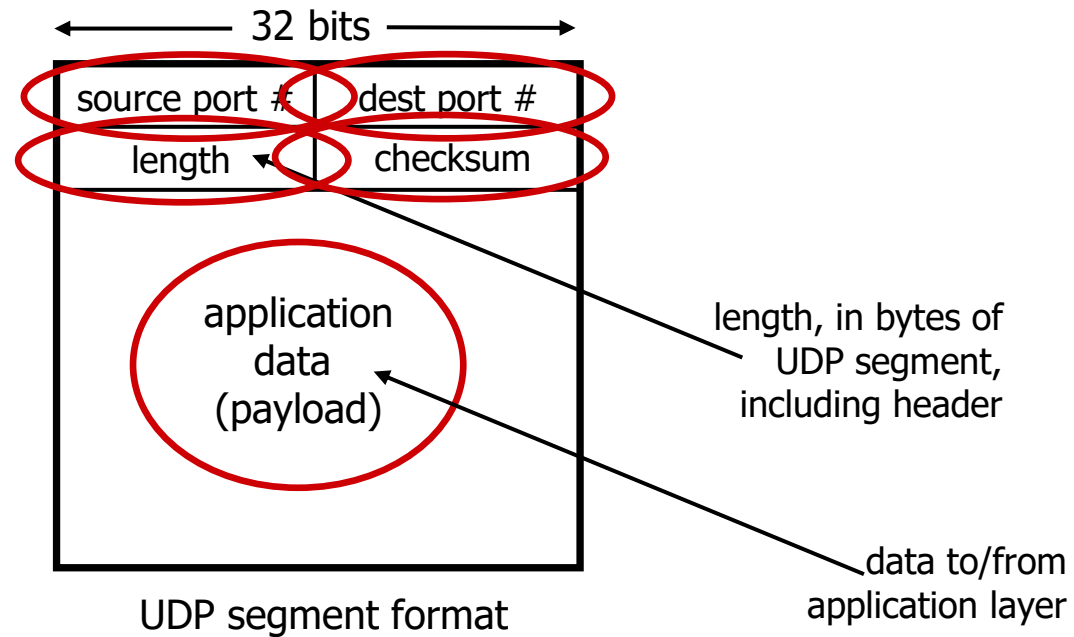 32 bits
source port # dest port #
length checksum
application
data
(payload)
length, in bytes of
UDP segment,
including header
data to/from
application layer
UDP segment format